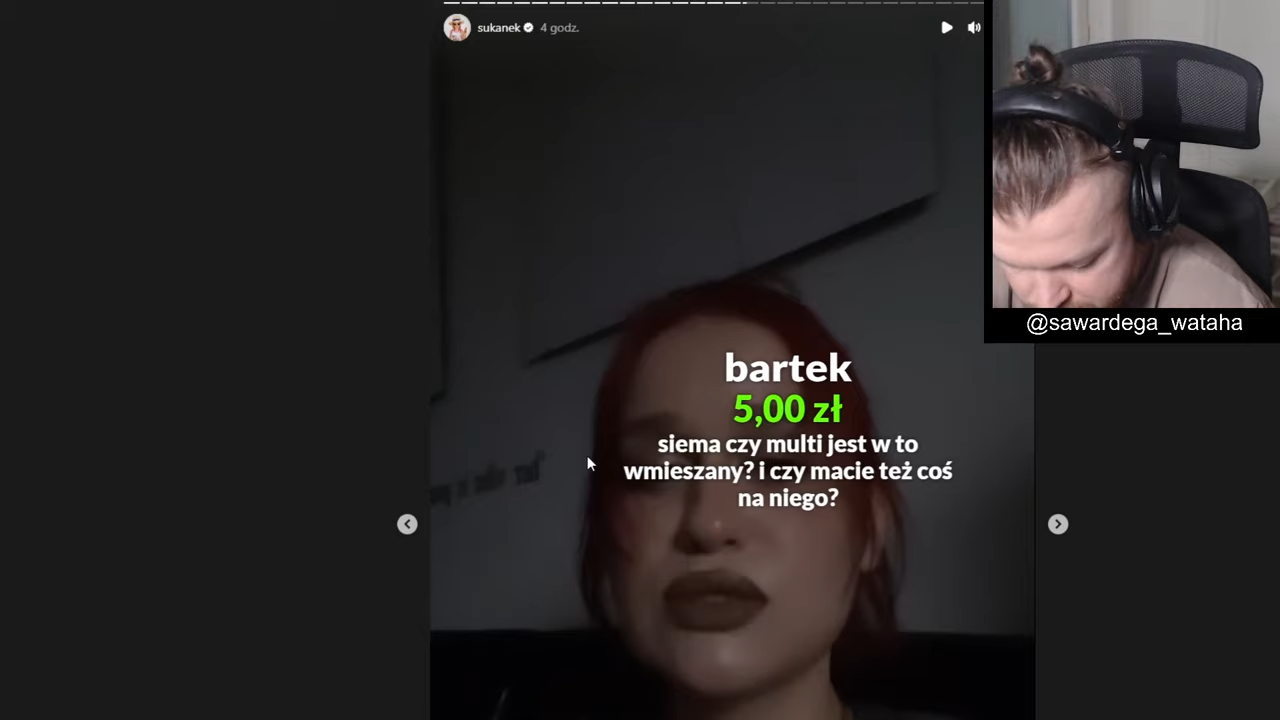 sukanek 4 godz.
@sawardega_wataha
bartek
5,00 zł
siema czy multi jest w to
wmieszany? i czy macie też coś
na niego?